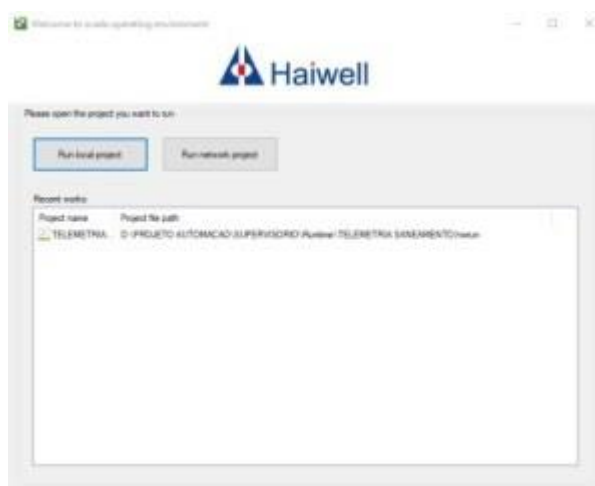 Welcome to scada operating environment
Haiwell
Please open the project you want to run
Run local project
Run network project
Recent works
Project name
Project file path
TELEMETRIA
D:\PROJETO AUTOMACAO\SUPERVISORIO\Runtime\TELEMETRIA SANEAMENTO\